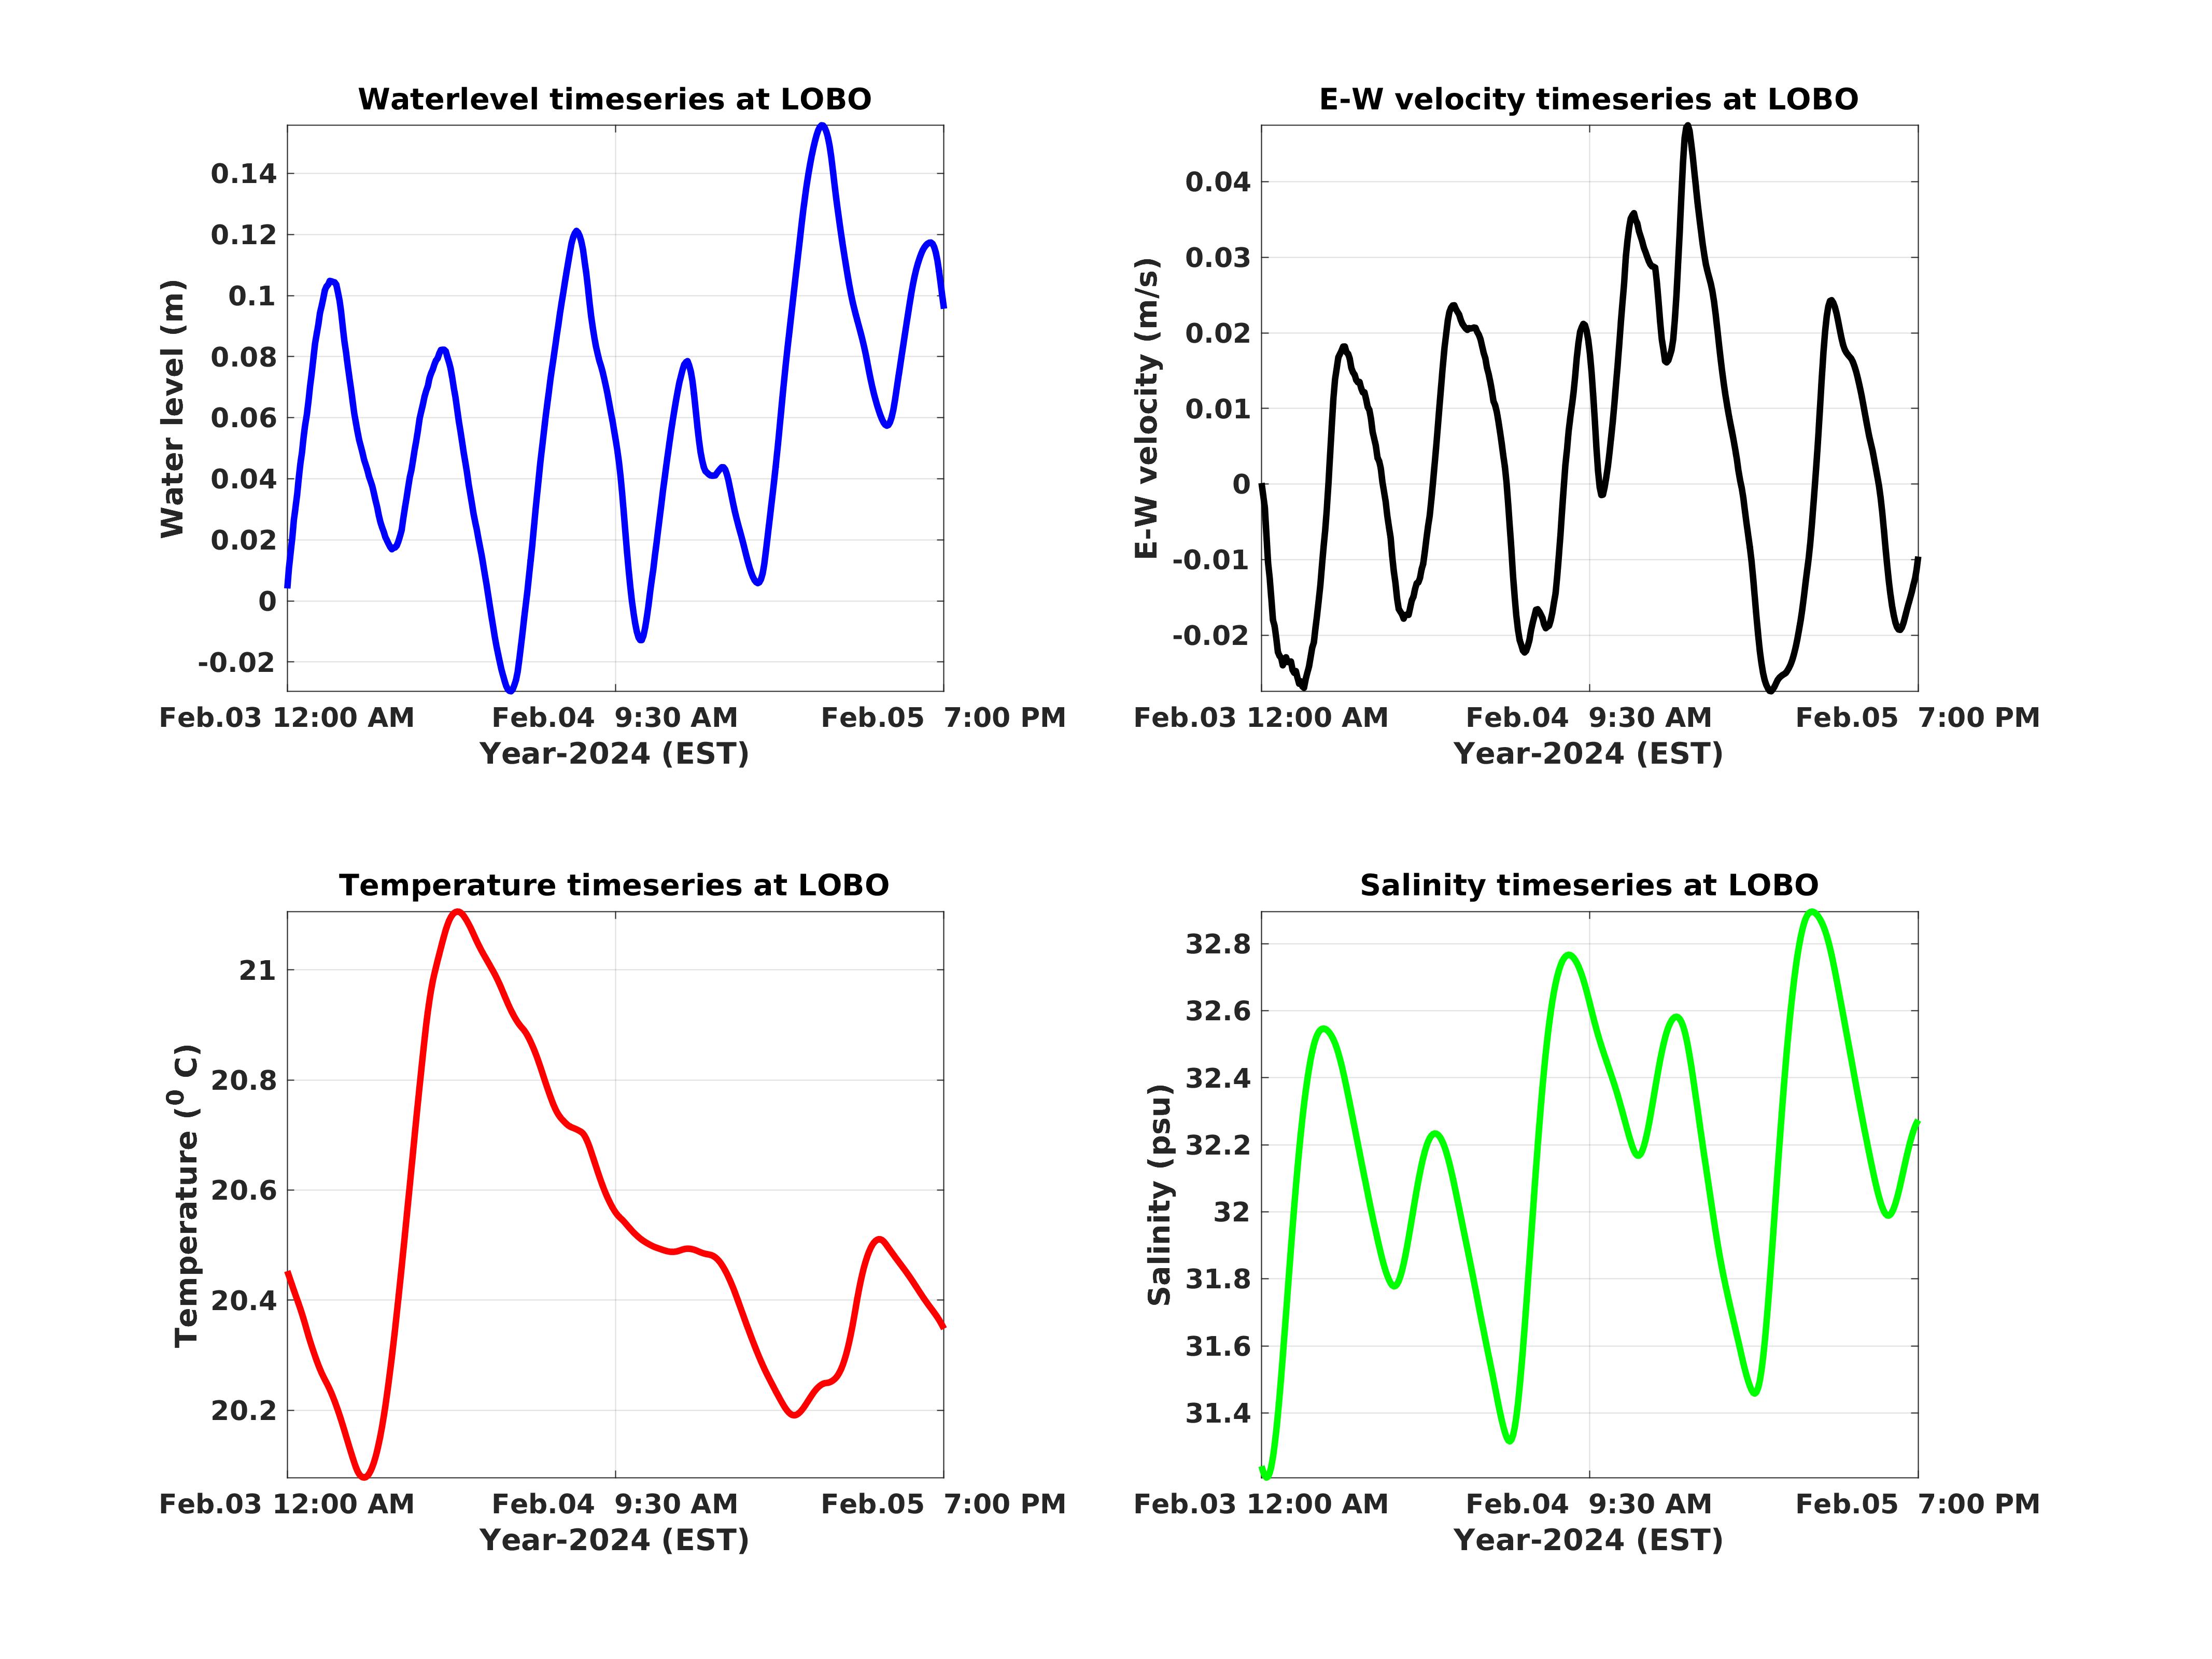 Waterlevel timeseries at LOBO
0.14
0.12
0.1
0.08
0.06
0.04
0.02
0
-0.02
Water level (m)
Feb.03 12:00 AM Feb.04 9:30 AM Feb.05 7:00 PM
Year-2024 (EST)
E-W velocity timeseries at LOBO
0.04
0.03
0.02
0.01
0
-0.01
-0.02
E-W velocity (m/s)
Feb.03 12:00 AM Feb.04 9:30 AM Feb.05 7:00 PM
Year-2024 (EST)
Temperature timeseries at LOBO
21
20.8
20.6
20.4
20.2
Temperature (⁰ C)
Feb.03 12:00 AM Feb.04 9:30 AM Feb.05 7:00 PM
Year-2024 (EST)
Salinity timeseries at LOBO
32.8
32.6
32.4
32.2
32
31.8
31.6
31.4
Salinity (psu)
Feb.03 12:00 AM Feb.04 9:30 AM Feb.05 7:00 PM
Year-2024 (EST)